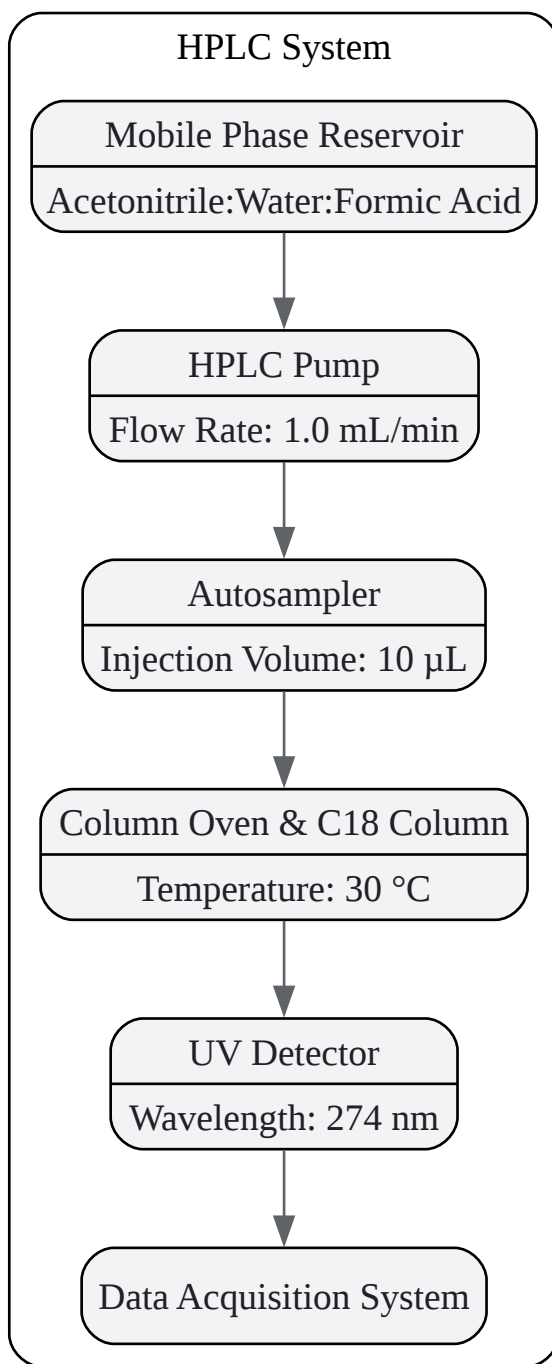 HPLC System
Mobile Phase Reservoir
Acetonitrile:Water:Formic Acid
HPLC Pump
Flow Rate: 1.0 mL/min
Autosampler
Injection Volume: 10 µL
Column Oven & C18 Column
Temperature: 30 °C
UV Detector
Wavelength: 274 nm
Data Acquisition System